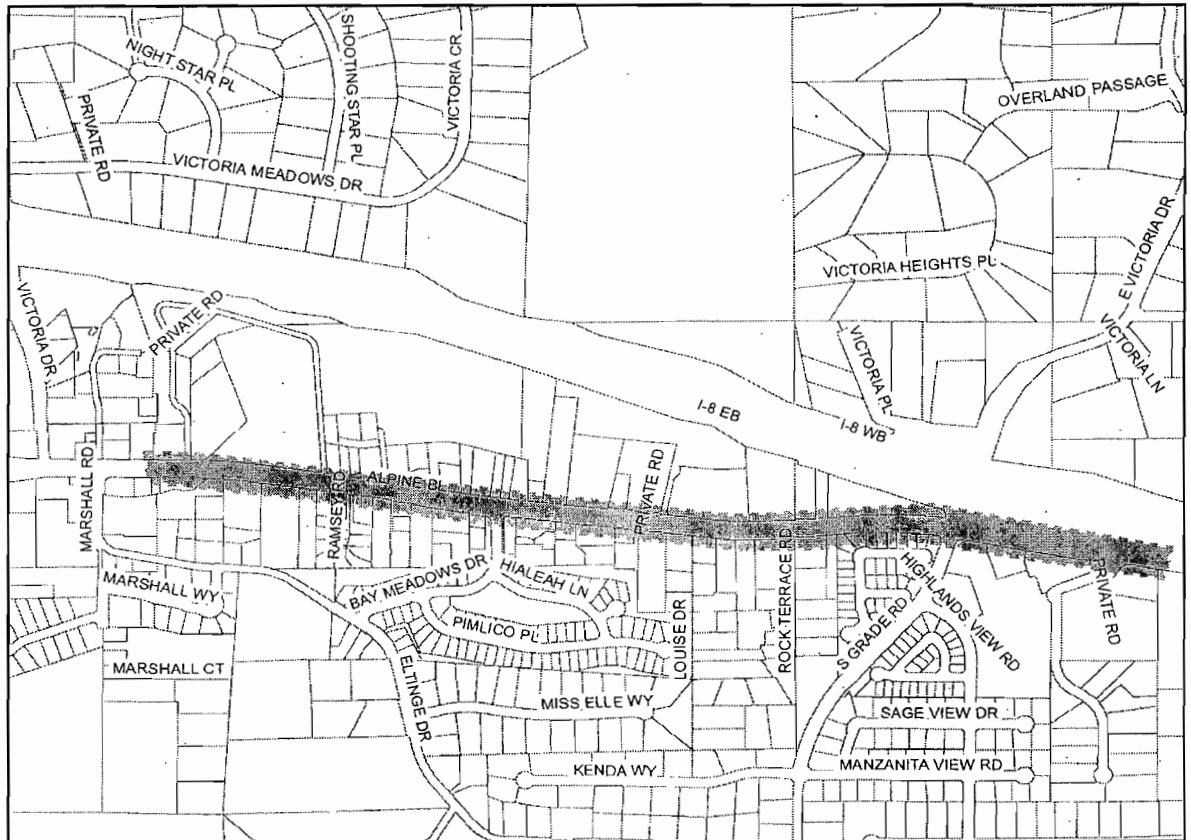 NIGHT STAR PL
SHOOTING STAR PL
VICTORIA CR
OVERLAND PASSAGE
PRIVATE RD
VICTORIA MEADOWS DR
E VICTORIA DR
VICTORIA HEIGHTS PL
VICTORIA DR
PRIVATE RD
VICTORIA PL
VICTORIA LN
I-8 EB
I-8 WB
MARSHALL RD
ALPINE BL
RAMSEY RD
PRIVATE RD
ROCK TERRACE RD
PRIVATE RD
MARSHALL WY
BAY MEADOWS DR
HIALEAH LN
HIGHLANDS VIEW RD
PIMLICO PL
LOUISE DR
S GRADE RD
MARSHALL CT
ELTINGE DR
MISS ELLE WY
SAGE VIEW DR
KENDA WY
MANZANITA VIEW RD